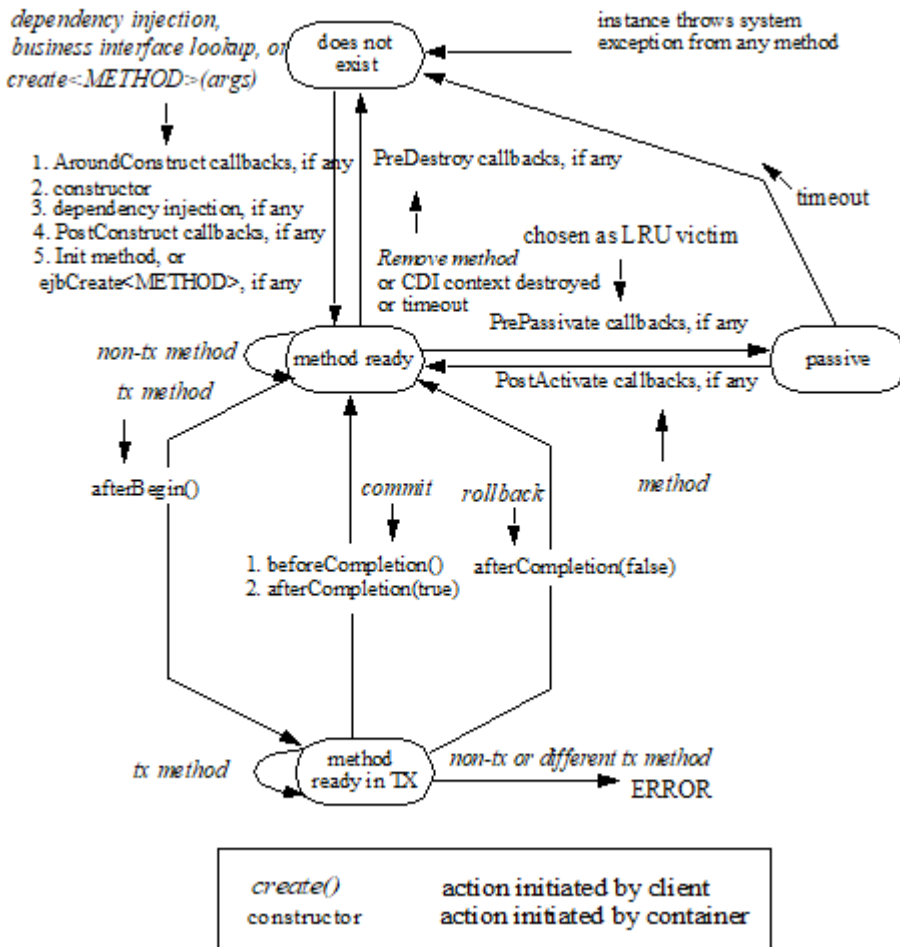 dependency injection,
business interface lookup, or
create<METHOD>(args)
does not
exist
instance throws system
exception from any method
1. AroundConstruct callbacks, if any
2. constructor
3. dependency injection, if any
4. PostConstruct callbacks, if any
5. Init method, or
ejbCreate<METHOD>, if any
PreDestroy callbacks, if any
timeout
Remove method
or CDI context destroyed
or timeout
chosen as LRU victim
PrePassivate callbacks, if any
non-tx method
method ready
passive
PostActivate callbacks, if any
tx method
afterBegin()
commit
rollback
method
1. beforeCompletion()
2. afterCompletion(true)
afterCompletion(false)
tx method
method
ready in TX
non-tx or different tx method
ERROR
create()
action initiated by client
constructor
action initiated by container